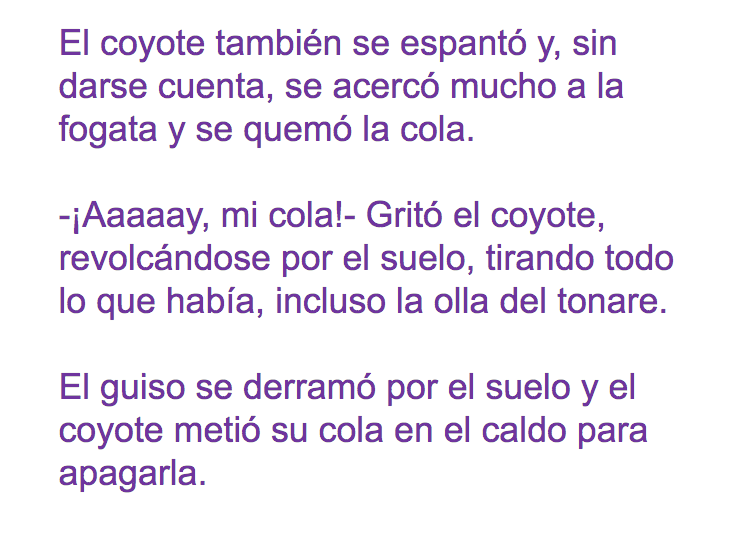 El coyote también se espantó y, sin
darse cuenta, se acercó mucho a la
fogata y se quemó la cola.
-¡Aaaaay, mi cola!- Gritó el coyote,
revolcándose por el suelo, tirando todo
lo que había, incluso la olla del tonare.
El guiso se derramó por el suelo y el
coyote metió su cola en el caldo para
apagarla.